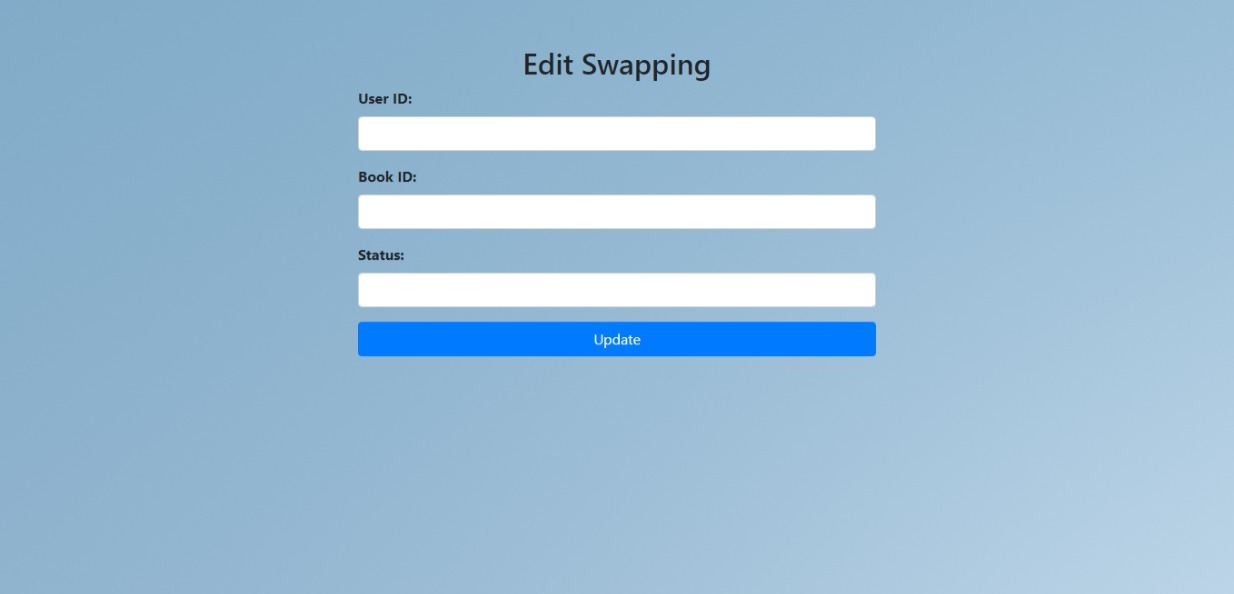 Edit Swapping
User ID:
Book ID:
Status:
Update